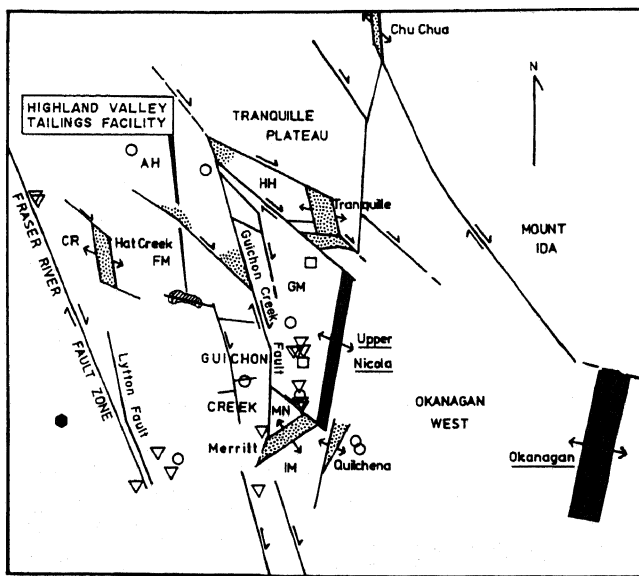 Chu Chua
N
HIGHLAND VALLEY
TAILINGS FACILITY
TRANQUILLE
PLATEAU
AH
HH
Tranquille
FRASER RIVER
FAULT ZONE
CR
Hat Creek
FM
Guichon Creek
Fault
GM
MOUNT
IDA
Upper
Nicola
Lytton Fault
GUICHON
CREEK
MN
OKANAGAN
WEST
Merritt
IM
Quilchena
Okanagan